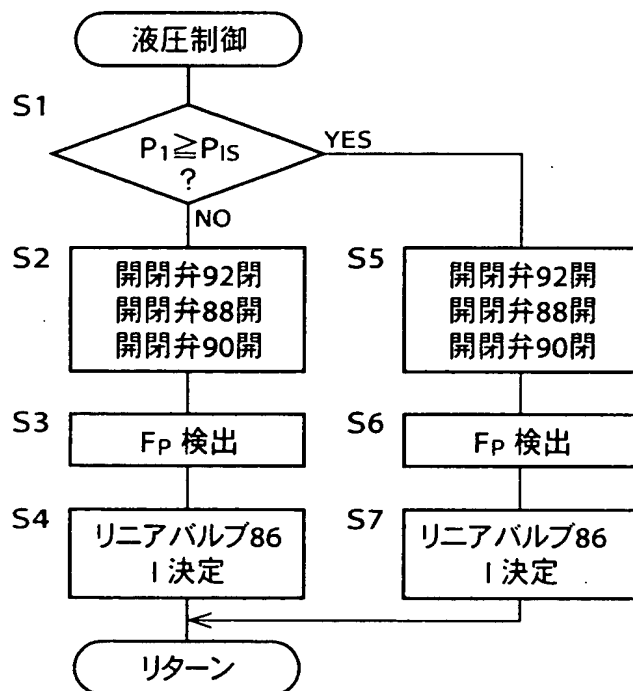 液圧制御
S1
P1≧PIS
?
YES
NO
S2
開閉弁92閉
開閉弁88開
開閉弁90開
S3
FP 検出
S4
リニアバルブ86
I 決定
S5
開閉弁92開
開閉弁88開
開閉弁90閉
S6
FP 検出
S7
リニアバルブ86
I 決定
リターン